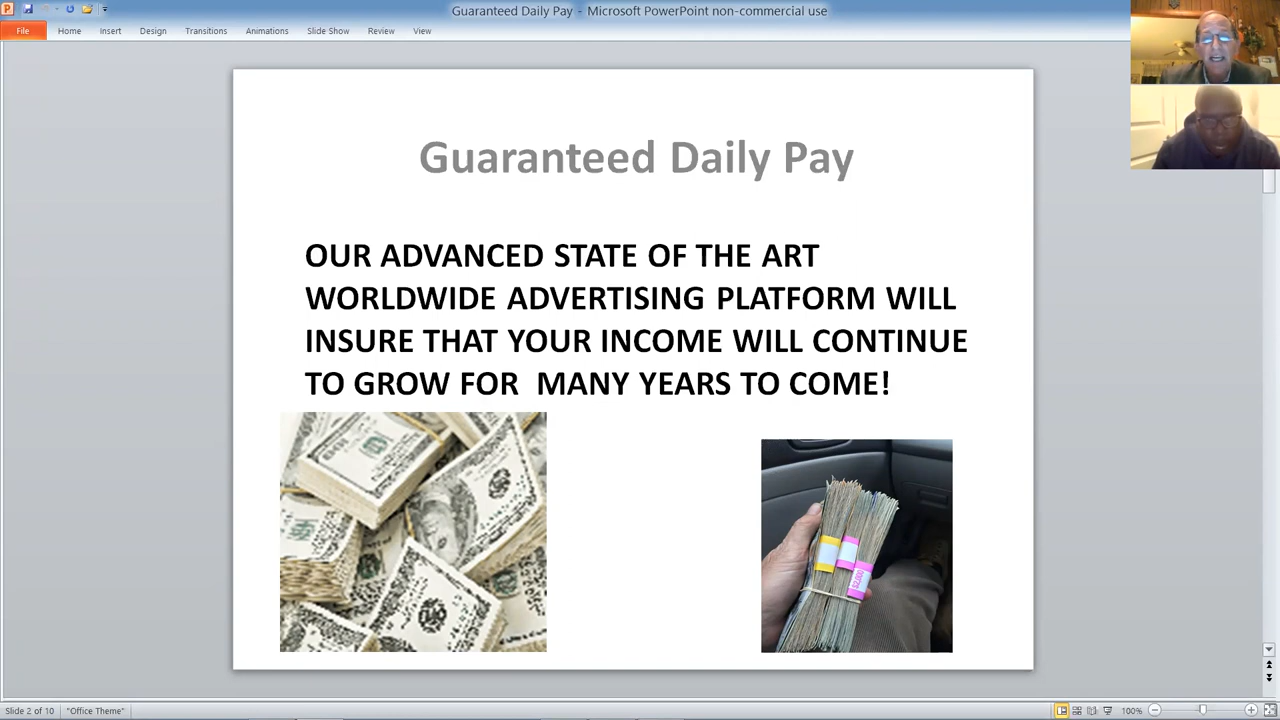 Guaranteed Daily Pay - Microsoft PowerPoint non-commercial use
File Home Insert Design Transitions Animations Slide Show Review View
Guaranteed Daily Pay
OUR ADVANCED STATE OF THE ART
WORLDWIDE ADVERTISING PLATFORM WILL
INSURE THAT YOUR INCOME WILL CONTINUE
TO GROW FOR MANY YEARS TO COME!
$2,000
Slide 2 of 10 "Office Theme" 100%